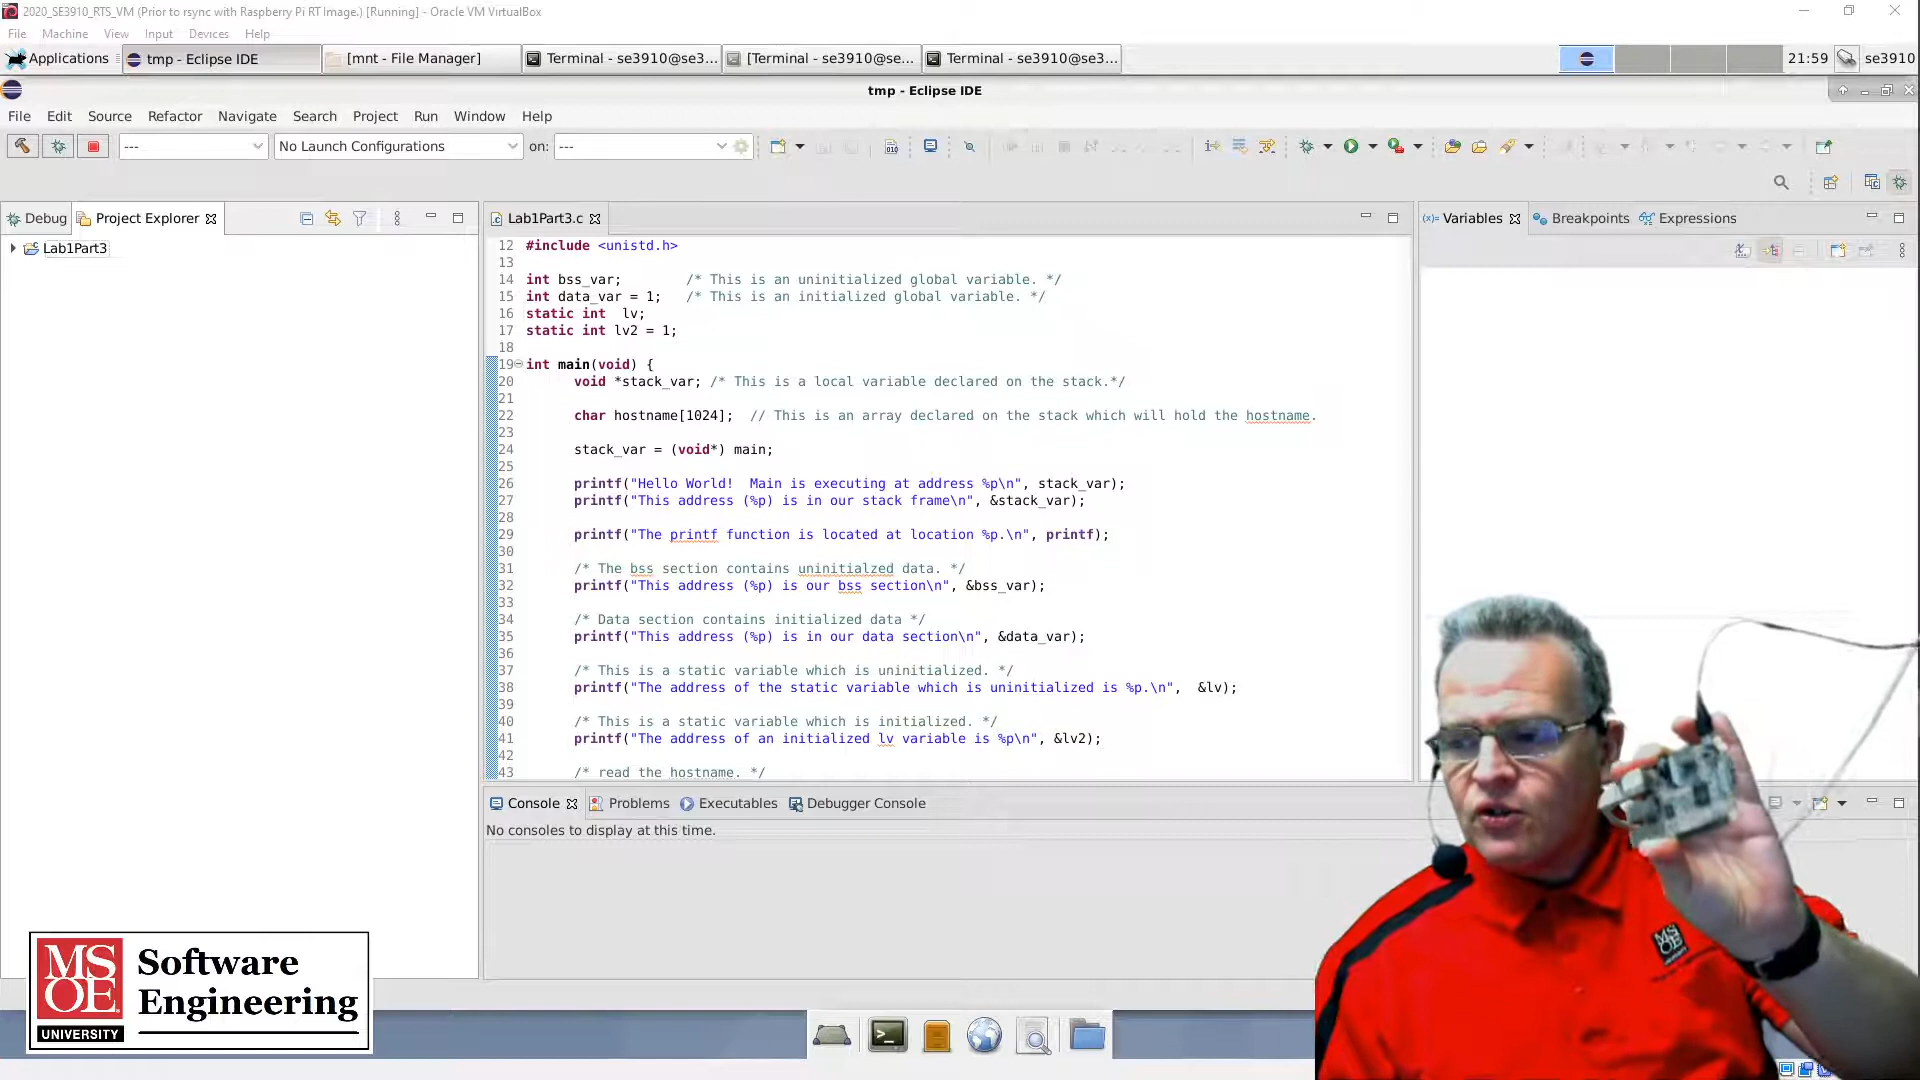 2020_SE3910_RTS_VM (Prior to rsync with Raspberry Pi RT Image.) [Running] - Oracle VM VirtualBox
File Machine View Input Devices Help
Applications tmp - Eclipse IDE [mnt - File Manager] Terminal - se3910@se3... [Terminal - se3910@se... Terminal - se3910@se3... 21:59 se3910
tmp - Eclipse IDE
File Edit Source Refactor Navigate Search Project Run Window Help
--- No Launch Configurations on: ---
Debug Project Explorer Lab1Part3.c (x)= Variables Breakpoints Expressions
Lab1Part3
12 #include <unistd.h>
13
14 int bss_var; /* This is an uninitialized global variable. */
15 int data_var = 1; /* This is an initialized global variable. */
16 static int lv;
17 static int lv2 = 1;
18
19 int main(void) {
20 void *stack_var; /* This is a local variable declared on the stack.*/
21
22 char hostname[1024]; // This is an array declared on the stack which will hold the hostname.
23
24 stack_var = (void*) main;
25
26 printf("Hello World! Main is executing at address %p\n", stack_var);
27 printf("This address (%p) is in our stack frame\n", &stack_var);
28
29 printf("The printf function is located at location %p.\n", printf);
30
31 /* The bss section contains uninitialzed data. */
32 printf("This address (%p) is our bss section\n", &bss_var);
33
34 /* Data section contains initialized data */
35 printf("This address (%p) is in our data section\n", &data_var);
36
37 /* This is a static variable which is uninitialized. */
38 printf("The address of the static variable which is uninitialized is %p.\n", &lv);
39
40 /* This is a static variable which is initialized. */
41 printf("The address of an initialized lv variable is %p\n", &lv2);
42
43 /* read the hostname. */
Console Problems Executables Debugger Console
No consoles to display at this time.
MS
OE
UNIVERSITY
Software
Engineering
MS
OE